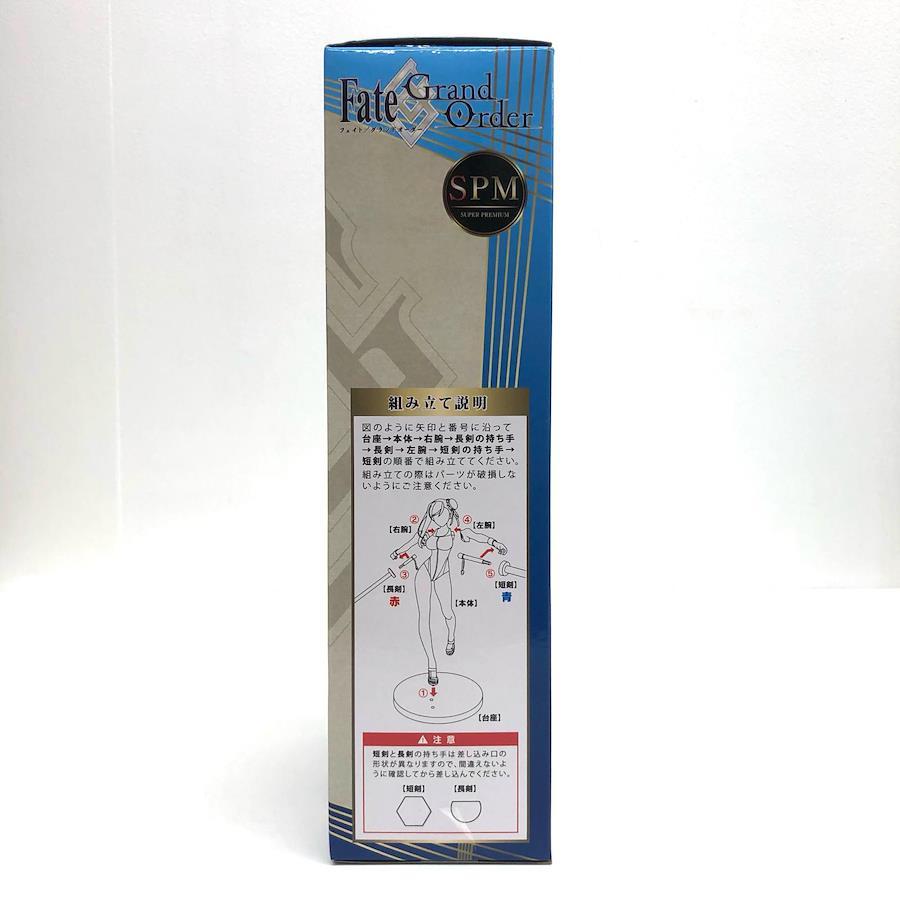 Fate Grand Order
フェイト/グランドオーダー
SPM
SUPER PREMIUM
組み立て説明
図のように矢印と番号に沿って
台座→本体→右腕→長剣の持ち手
→長剣→左腕→短剣の持ち手→
短剣の順番で組み立ててください。
組み立ての際はパーツが破損しな
いようにご注意ください。
②
④
【右腕】
【左腕】
③
⑤
【長剣】
【短剣】
赤
青
【本体】
①
【台座】
注意
短剣と長剣の持ち手は差し込み口の
形状が異なりますので、間違えないよ
うに確認してから差し込んでください。
【短剣】
【長剣】